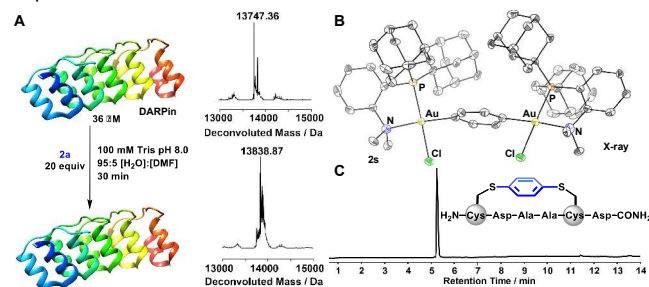 A
13747.36
DARPin
36 �M
13000 14000 15000
Deconvoluted Mass / Da
2a
20 equiv
100 mM Tris pH 8.0
95:5 [H₂O]:[DMF]
30 min
13838.87
13000 14000 15000
Deconvoluted Mass / Da
B
P
P
Au
Au
N
N
Cl
Cl
2s
X-ray
C
S
S
H₂N-Cys-Asp-Ala-Ala-Cys-Asp-CONH₂
1 2 3 4 5 6 7 8 9 10 11 12 13 14
Retention Time / min